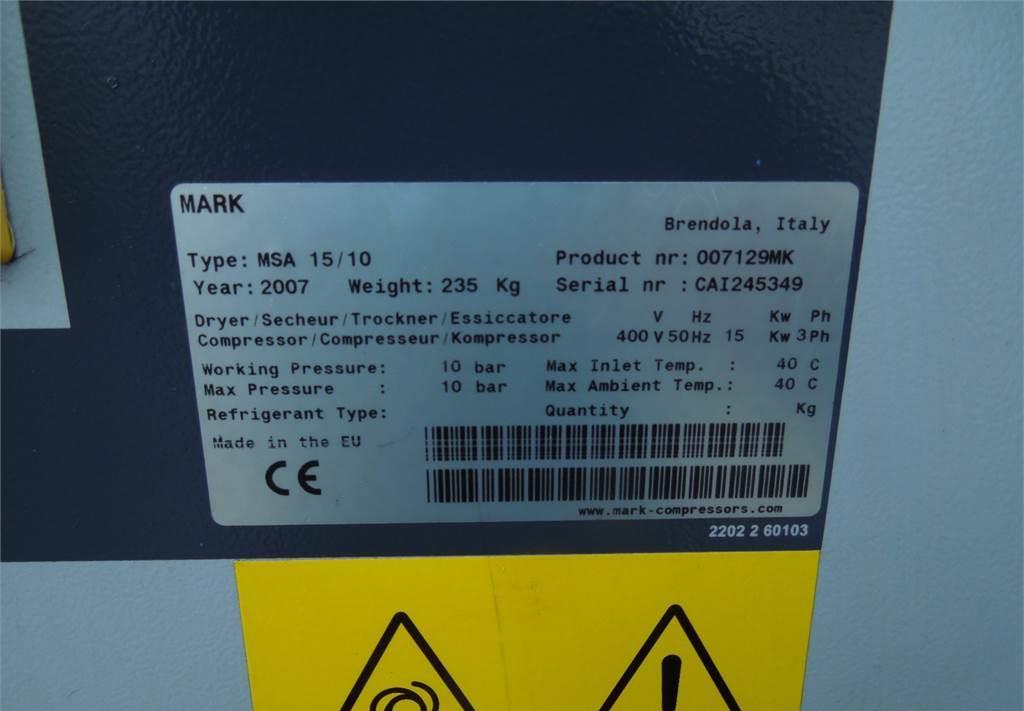 MARK
Brendola, Italy
Type: MSA 15/10 Product nr: 007129MK
Year: 2007 Weight: 235 Kg Serial nr : CAI245349
Dryer/Secheur/Trockner/Essiccatore V Hz Kw Ph
Compressor/Compresseur/Kompressor 400 V 50Hz 15 Kw 3Ph
Working Pressure: 10 bar Max Inlet Temp. : 40 C
Max Pressure : 10 bar Max Ambient Temp.: 40 C
Refrigerant Type: Quantity : Kg
Made in the EU
CE
www.mark-compressors.com
2202 2 60103